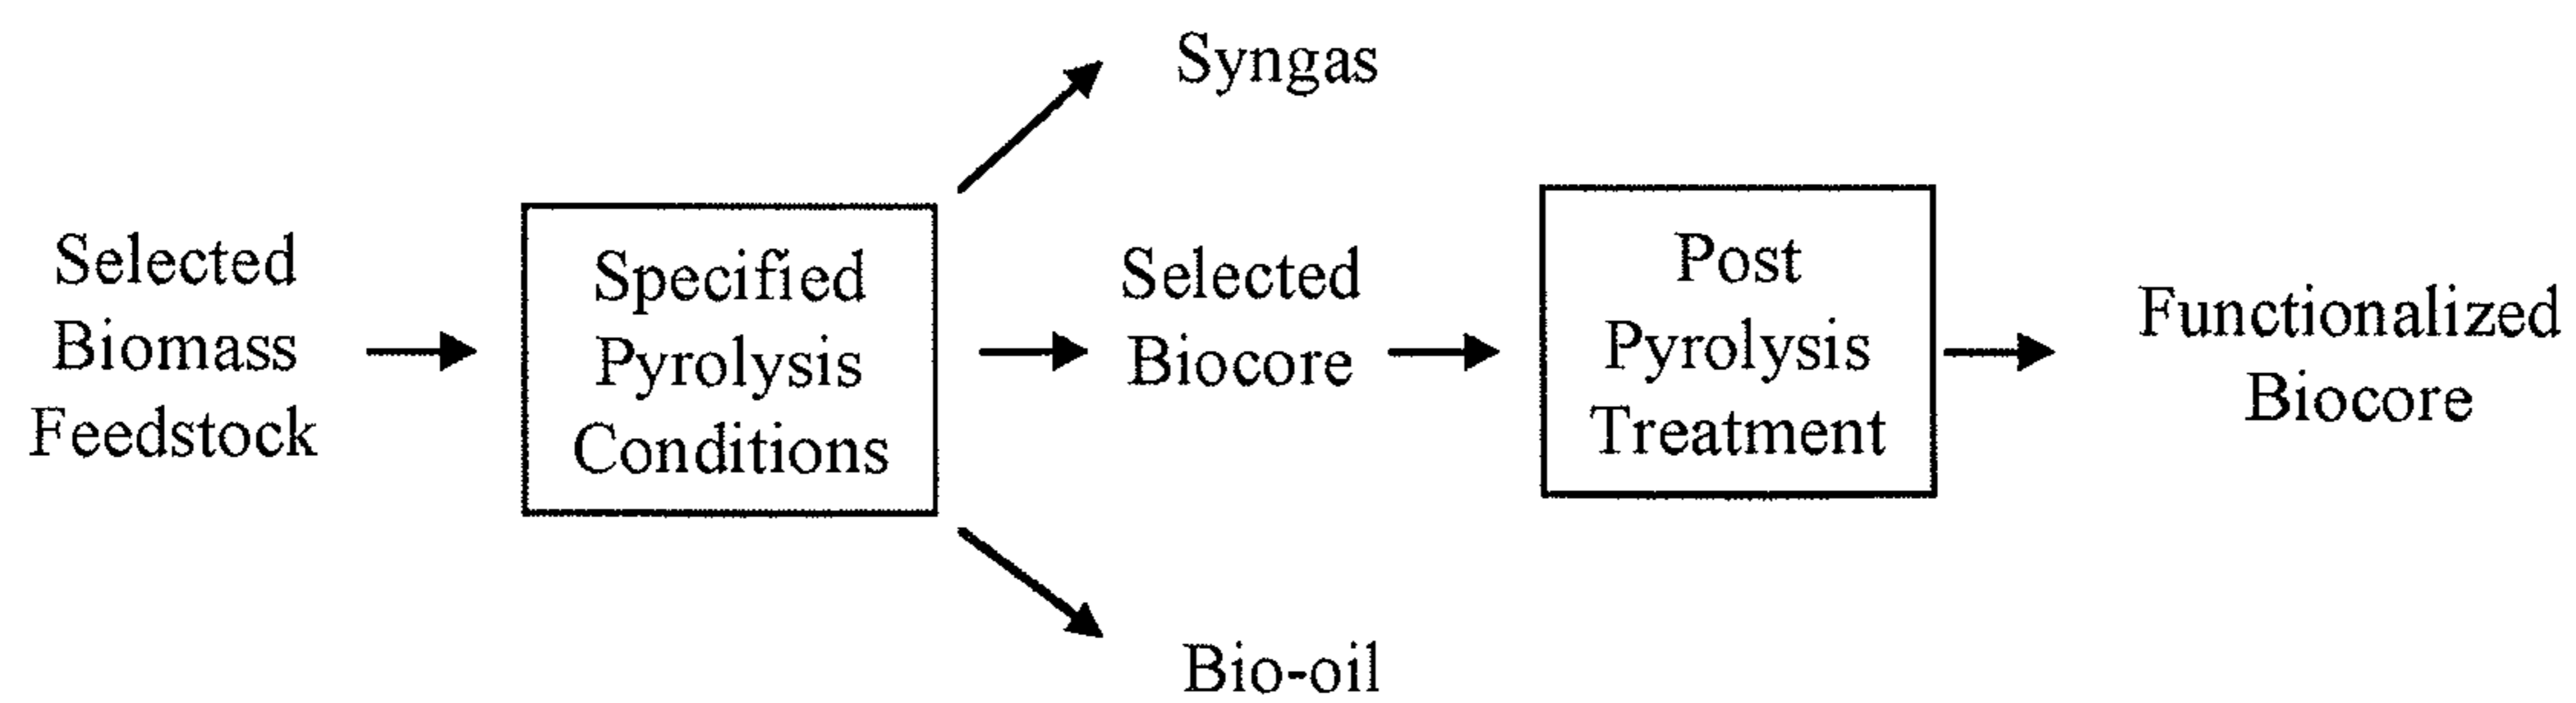 Selected
Biomass
Feedstock
Specified
Pyrolysis
Conditions
Syngas
Selected
Biocore
Bio-oil
Post
Pyrolysis
Treatment
Functionalized
Biocore